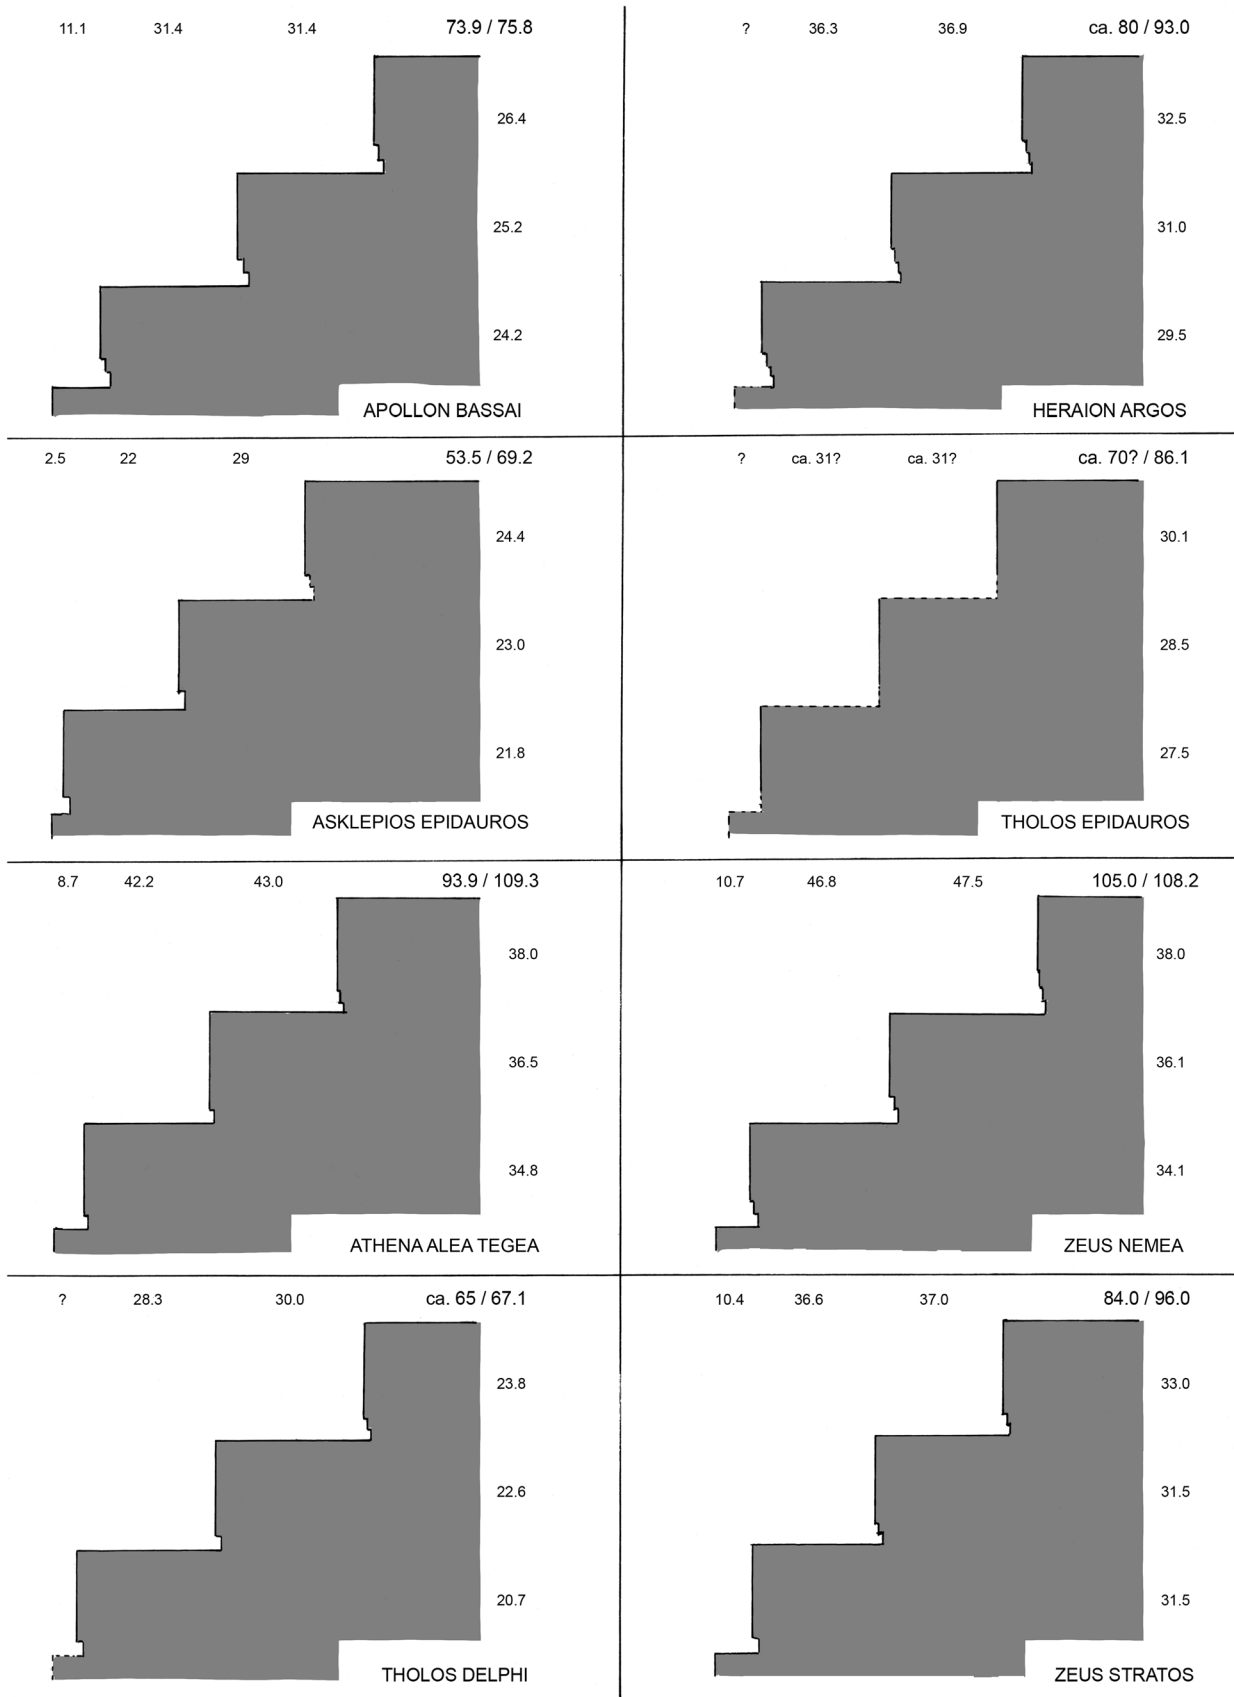 11.1 31.4 31.4 73.9 / 75.8
26.4
25.2
24.2
APOLLON BASSAI
? 36.3 36.9 ca. 80 / 93.0
32.5
31.0
29.5
HERAION ARGOS
2.5 22 29 53.5 / 69.2
24.4
23.0
21.8
ASKLEPIOS EPIDAUROS
? ca. 31? ca. 31? ca. 70? / 86.1
30.1
28.5
27.5
THOLOS EPIDAUROS
8.7 42.2 43.0 93.9 / 109.3
38.0
36.5
34.8
ATHENA ALEA TEGEA
10.7 46.8 47.5 105.0 / 108.2
38.0
36.1
34.1
ZEUS NEMEA
? 28.3 30.0 ca. 65 / 67.1
23.8
22.6
20.7
THOLOS DELPHI
10.4 36.6 37.0 84.0 / 96.0
33.0
31.5
31.5
ZEUS STRATOS